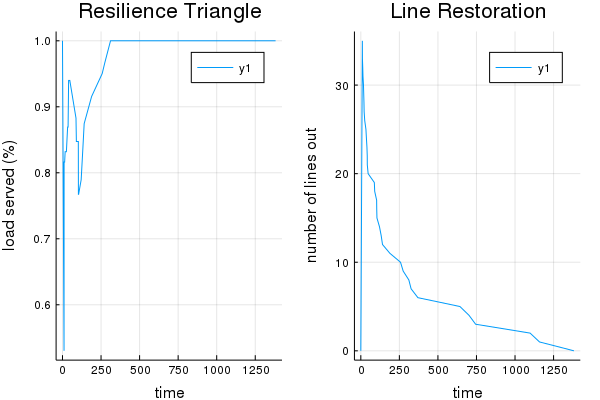 Resilience Triangle
load served (%)
1.0
0.9
0.8
0.7
0.6
y1
0 250 500 750 1000 1250
time
Line Restoration
number of lines out
30
20
10
0
y1
0 250 500 750 1000 1250
time